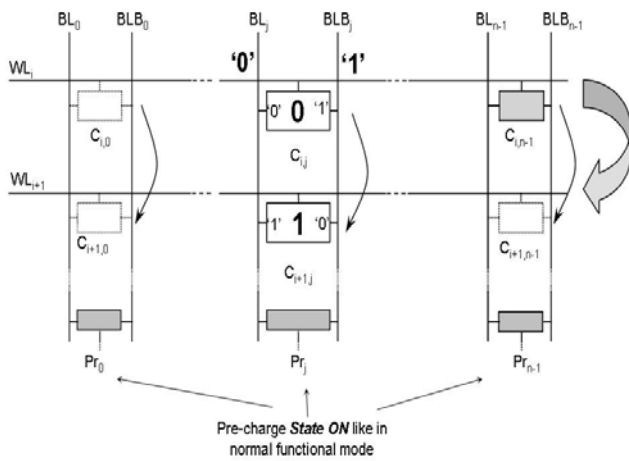 BL0 BLB0 BLj BLBj BLn-1 BLBn-1
'0' '1'
WLi
'0' 0 '1'
Ci,0 Ci,j Ci,n-1
WLi+1
'1' 1 '0'
Ci+1,0 Ci+1,j Ci+1,n-1
Pr0 Prj Prn-1
Pre-charge State ON like in
normal functional mode